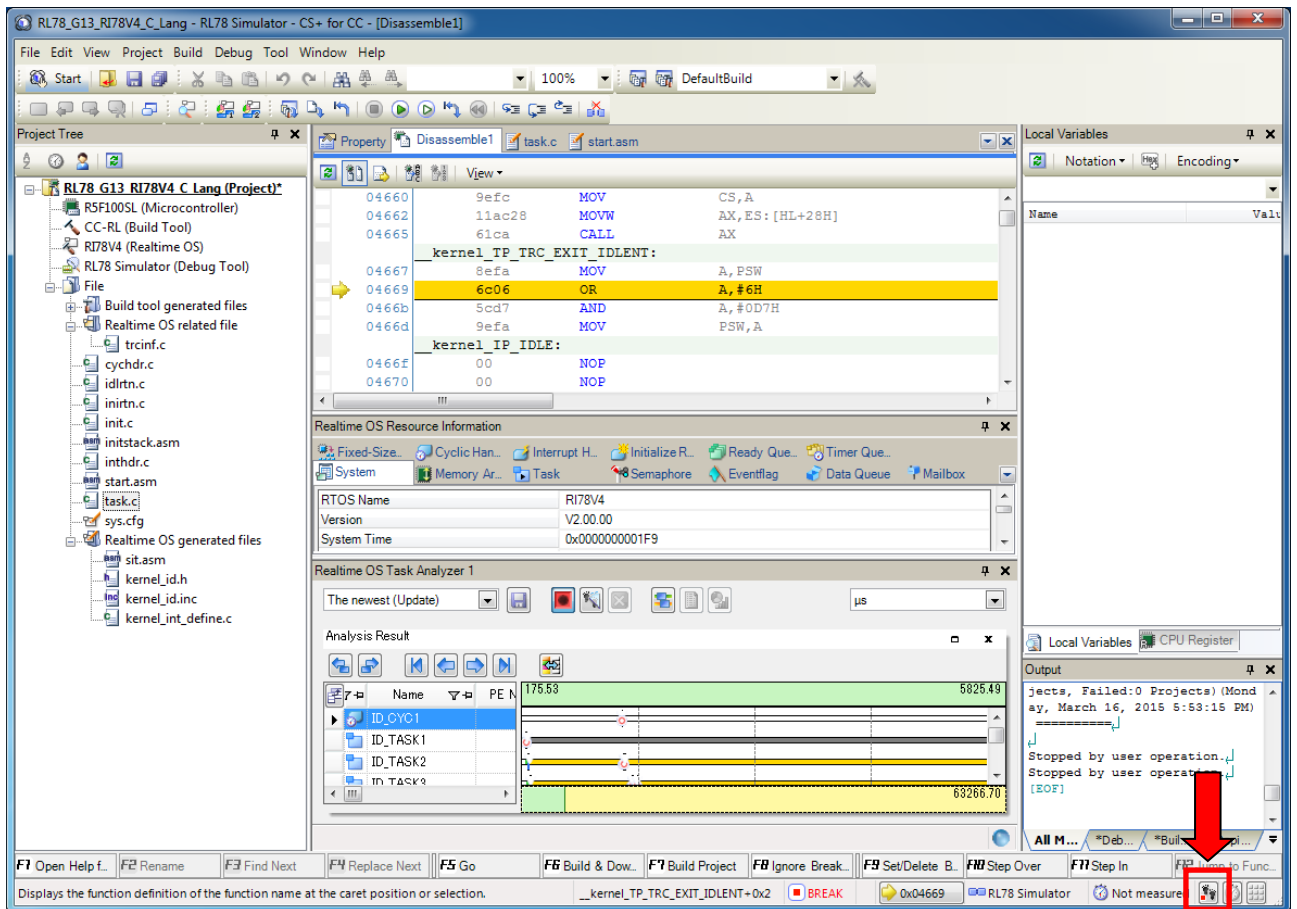 RL78_G13_RI78V4_C_Lang - RL78 Simulator - CS+ for CC - [Disassemble1]
File Edit View Project Build Debug Tool Window Help
Start 100% DefaultBuild
Project Tree
RL78_G13_RI78V4_C_Lang (Project)*
R5F100SL (Microcontroller)
CC-RL (Build Tool)
RI78V4 (Realtime OS)
RL78 Simulator (Debug Tool)
File
Build tool generated files
Realtime OS related file
trcinf.c
cychdr.c
idlrtn.c
inirtn.c
init.c
initstack.asm
inthdr.c
start.asm
task.c
sys.cfg
Realtime OS generated files
sit.asm
kernel_id.h
kernel_id.inc
kernel_int_define.c
Property Disassemble1 task.c start.asm
View
04660 9efc MOV CS,A
04662 11ac28 MOVW AX,ES:[HL+28H]
04665 61ca CALL AX
__kernel_TP_TRC_EXIT_IDLENT:
04667 8efa MOV A,PSW
04669 6c06 OR A,#6H
0466b 5cd7 AND A,#0D7H
0466d 9efa MOV PSW,A
__kernel_IP_IDLE:
0466f 00 NOP
04670 00 NOP
Realtime OS Resource Information
Fixed-Size... Cyclic Han... Interrupt H... Initialize R... Ready Que... Timer Que...
System Memory Ar... Task Semaphore Eventflag Data Queue Mailbox
RTOS Name RI78V4
Version V2.00.00
System Time 0x0000000001F9
Realtime OS Task Analyzer 1
The newest (Update) µs
Analysis Result
Name PE N 175.53 5825.49
ID_CYC1
ID_TASK1
ID_TASK2
ID_TASK3
63266.70
Local Variables
Notation Hex Encoding
Name Valu
Local Variables CPU Register
Output
jects, Failed:0 Projects)(Mond
ay, March 16, 2015 5:53:15 PM)
==========
Stopped by user operation.
Stopped by user operation.
[EOF]
All M... *Deb... *Buil...
F1 Open Help f... F2 Rename F3 Find Next F4 Replace Next F5 Go F6 Build & Dow... F7 Build Project F8 Ignore Break... F9 Set/Delete B... F10 Step Over F11 Step In F12 Jump to Func...
Displays the function definition of the function name at the caret position or selection. __kernel_TP_TRC_EXIT_IDLENT+0x2 BREAK 0x04669 RL78 Simulator Not measured